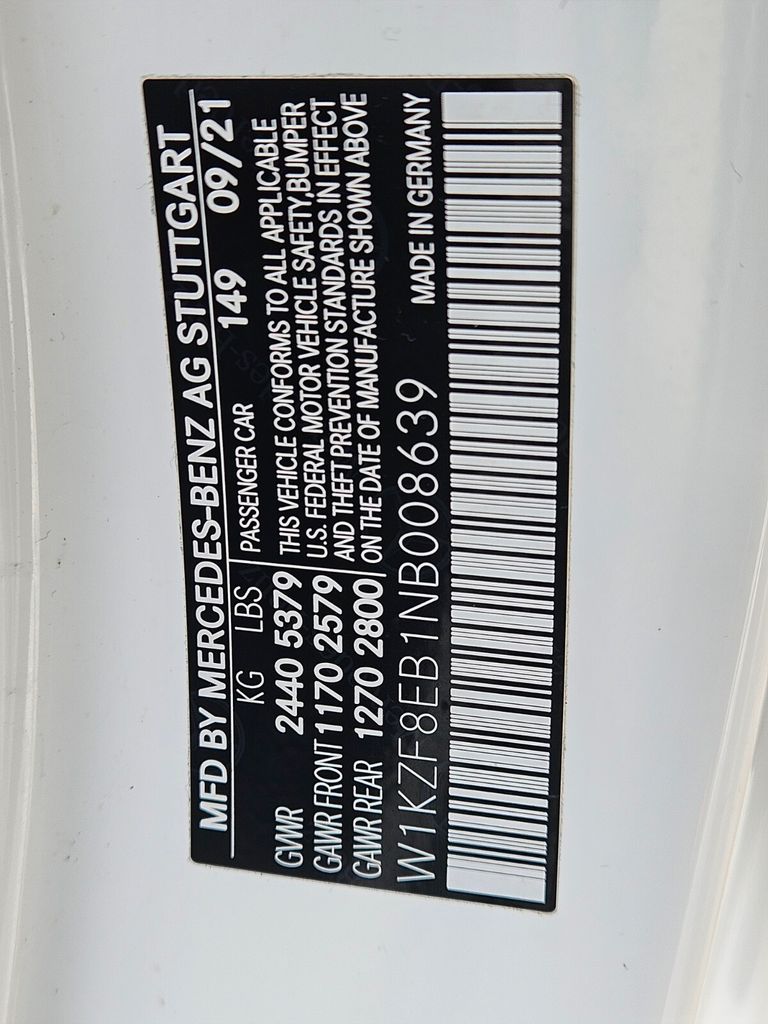 MFD BY MERCEDES-BENZ AG STUTTGART
149 09/21
KG LBS PASSENGER CAR
GVWR 2440 5379 THIS VEHICLE CONFORMS TO ALL APPLICABLE
U.S. FEDERAL MOTOR VEHICLE SAFETY,BUMPER
GAWR FRONT 1170 2579 AND THEFT PREVENTION STANDARDS IN EFFECT
GAWR REAR 1270 2800 ON THE DATE OF MANUFACTURE SHOWN ABOVE
W1KZF8EB1NB008639 MADE IN GERMANY